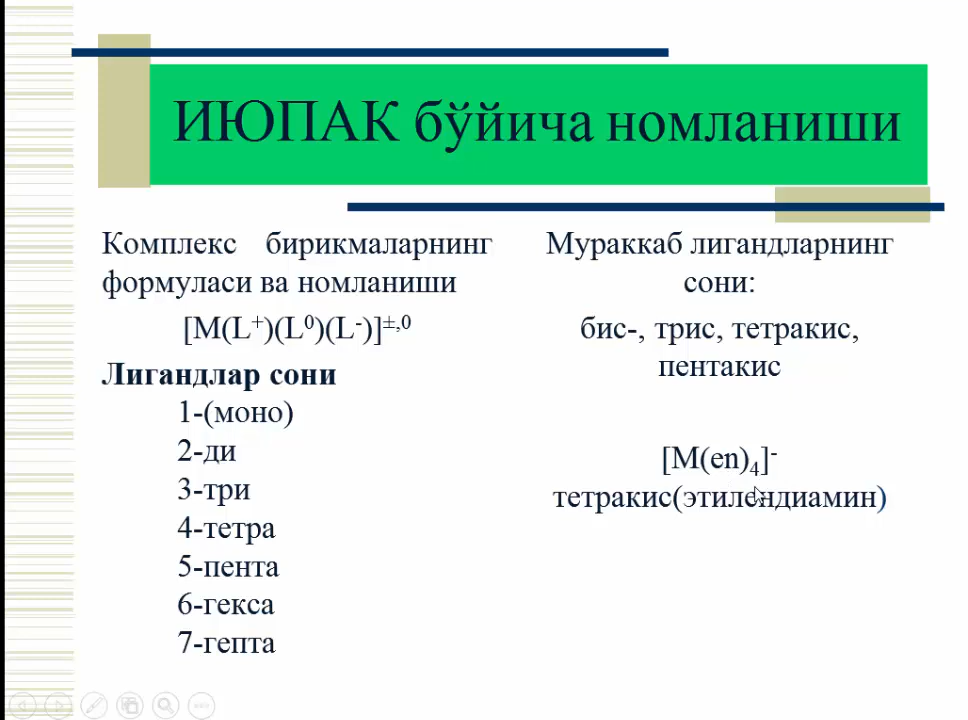 ИЮПАК бўйича номланиши
Комплекс бирикмаларнинг
формуласи ва номланиши
[M(L⁺)(L⁰)(L⁻)]±,⁰
Лигандлар сони
1-(моно)
2-ди
3-три
4-тетра
5-пента
6-гекса
7-гепта
Мураккаб лигандларнинг
сони:
бис-, трис, тетракис,
пентакис
[M(en)₄]⁻
тетракис(этилендиамин)